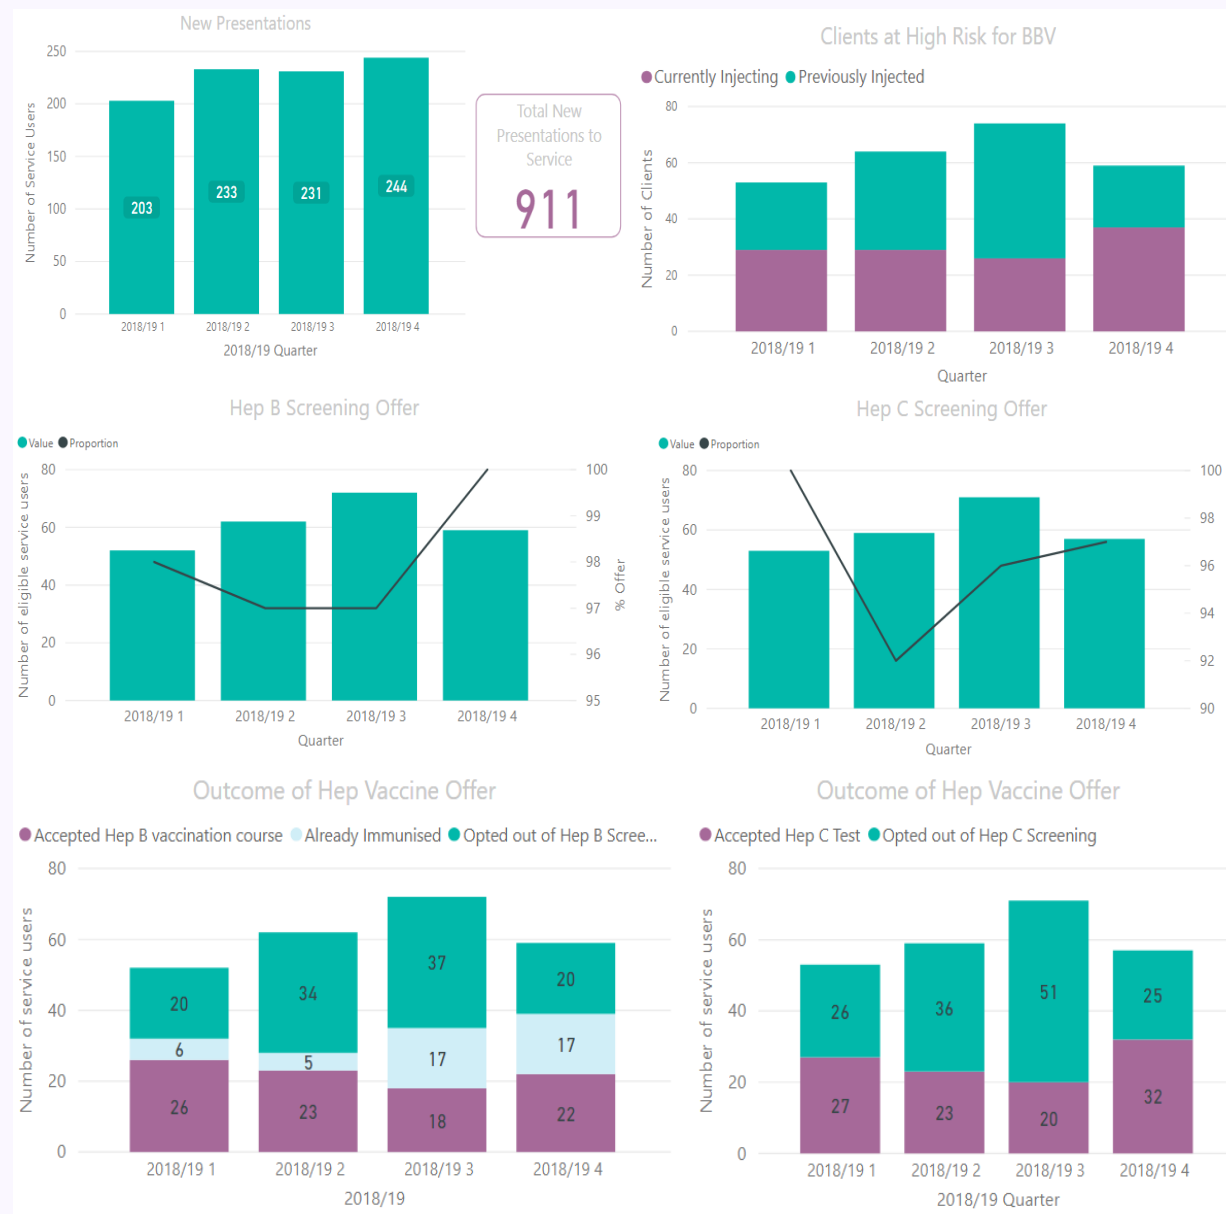 New Presentations
250
200
150
100
50
0
Number of Service Users
203
233
231
244
2018/19 1
2018/19 2
2018/19 3
2018/19 4
2018/19 Quarter
Total New
Presentations to
Service
911
Clients at High Risk for BBV
Currently Injecting
Previously Injected
80
60
40
20
0
Number of Clients
2018/19 1
2018/19 2
2018/19 3
2018/19 4
Quarter
Hep B Screening Offer
Value
Proportion
80
60
40
20
0
Number of eligible service users
100
99
98
97
96
95
% Offer
2018/19 1
2018/19 2
2018/19 3
2018/19 4
Quarter
Hep C Screening Offer
Value
Proportion
80
60
40
20
0
Number of eligible service users
100
98
96
94
92
90
2018/19 1
2018/19 2
2018/19 3
2018/19 4
Quarter
Outcome of Hep Vaccine Offer
Accepted Hep B vaccination course
Already Immunised
Opted out of Hep B Scree...
80
60
40
20
0
Number of service users
20
6
26
34
5
23
37
17
18
20
17
22
2018/19 1
2018/19 2
2018/19 3
2018/19 4
2018/19
Outcome of Hep Vaccine Offer
Accepted Hep C Test
Opted out of Hep C Screening
80
60
40
20
0
Number of service users
26
27
36
23
51
20
25
32
2018/19 1
2018/19 2
2018/19 3
2018/19 4
2018/19 Quarter